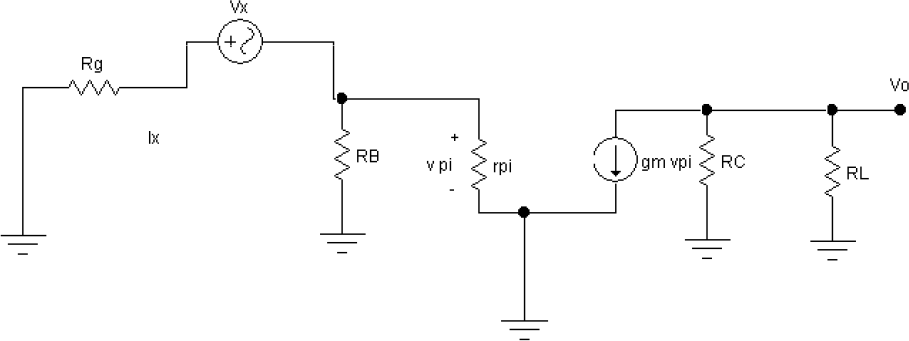 Vx
Rg
Vo
Ix
+
RB
+
v pi
-
rpi
gm vpi
RC
RL